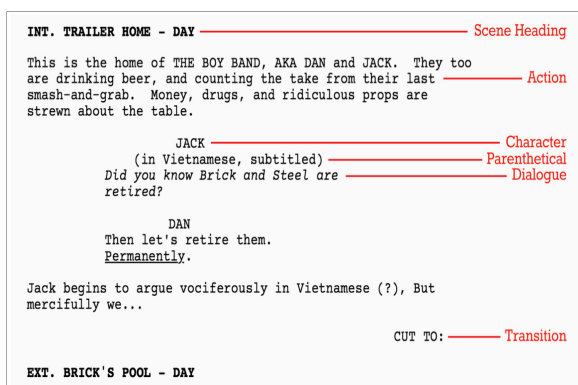 INT. TRAILER HOME - DAY Scene Heading
This is the home of THE BOY BAND, AKA DAN and JACK. They too
are drinking beer, and counting the take from their last Action
smash-and-grab. Money, drugs, and ridiculous props are
strewn about the table.
JACK Character
(in Vietnamese, subtitled) Parenthetical
Did you know Brick and Steel are Dialogue
retired?
DAN
Then let's retire them.
Permanently.
Jack begins to argue vociferously in Vietnamese (?), But
mercifully we...
CUT TO: Transition
EXT. BRICK'S POOL - DAY